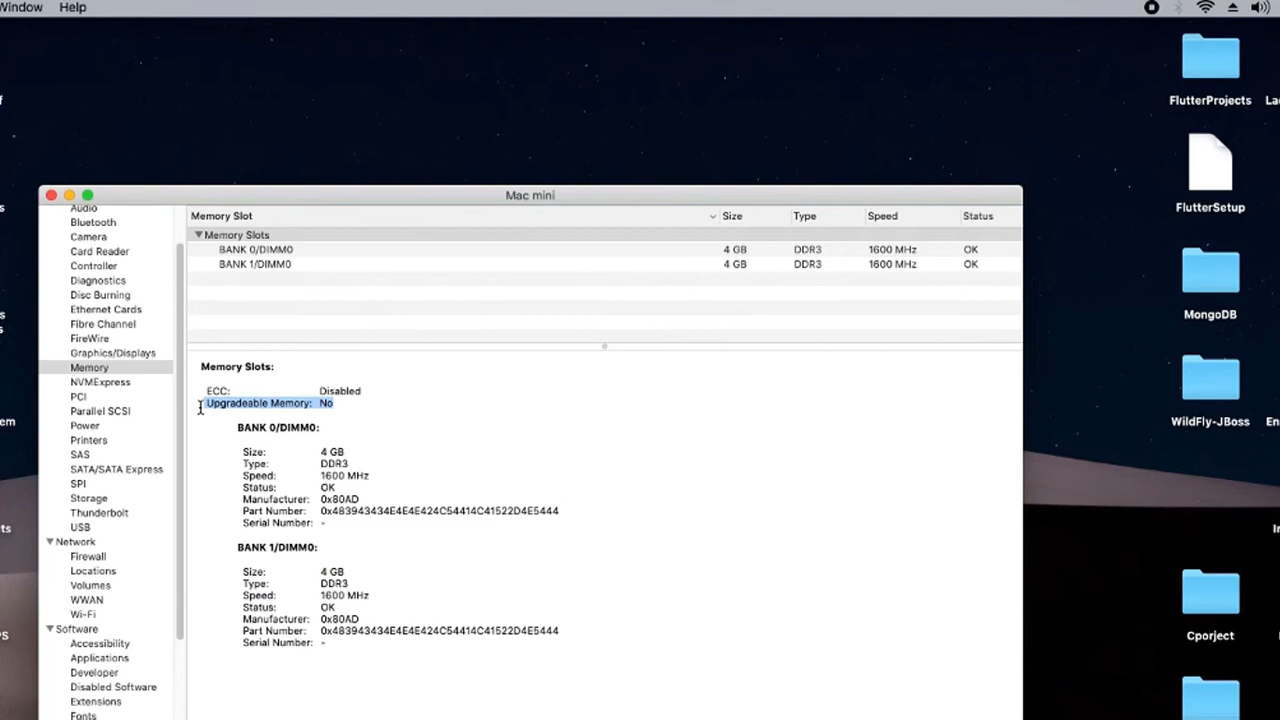 Window Help
Mac mini
Audio
Bluetooth
Camera
Card Reader
Controller
Diagnostics
Disc Burning
Ethernet Cards
Fibre Channel
FireWire
Graphics/Displays
Memory
NVMExpress
PCI
Parallel SCSI
Power
Printers
SAS
SATA/SATA Express
SPI
Storage
Thunderbolt
USB
Network
Firewall
Locations
Volumes
WWAN
Wi-Fi
Software
Accessibility
Applications
Developer
Disabled Software
Extensions
Fonts
Memory Slot Size Type Speed Status
Memory Slots
BANK 0/DIMM0 4 GB DDR3 1600 MHz OK
BANK 1/DIMM0 4 GB DDR3 1600 MHz OK
Memory Slots:
ECC: Disabled
Upgradeable Memory: No
BANK 0/DIMM0:
Size: 4 GB
Type: DDR3
Speed: 1600 MHz
Status: OK
Manufacturer: 0x80AD
Part Number: 0x483943434E4E4E424C54414C41522D4E5444
Serial Number: -
BANK 1/DIMM0:
Size: 4 GB
Type: DDR3
Speed: 1600 MHz
Status: OK
Manufacturer: 0x80AD
Part Number: 0x483943434E4E4E424C54414C41522D4E5444
Serial Number: -
FlutterProjects
FlutterSetup
MongoDB
WildFly-JBoss
Cporject